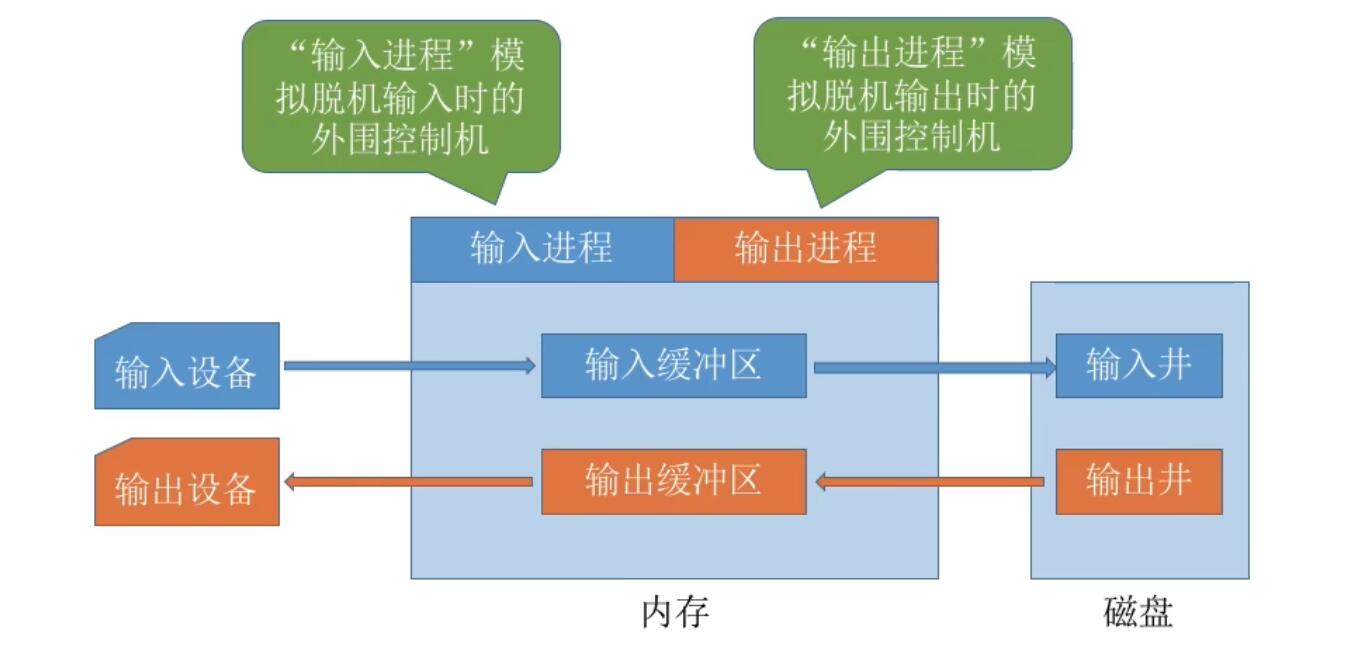 “输入进程”模
拟脱机输入时的
外围控制机
“输出进程”模
拟脱机输出时的
外围控制机
输入进程
输出进程
输入设备
输入缓冲区
输入井
输出设备
输出缓冲区
输出井
内存
磁盘